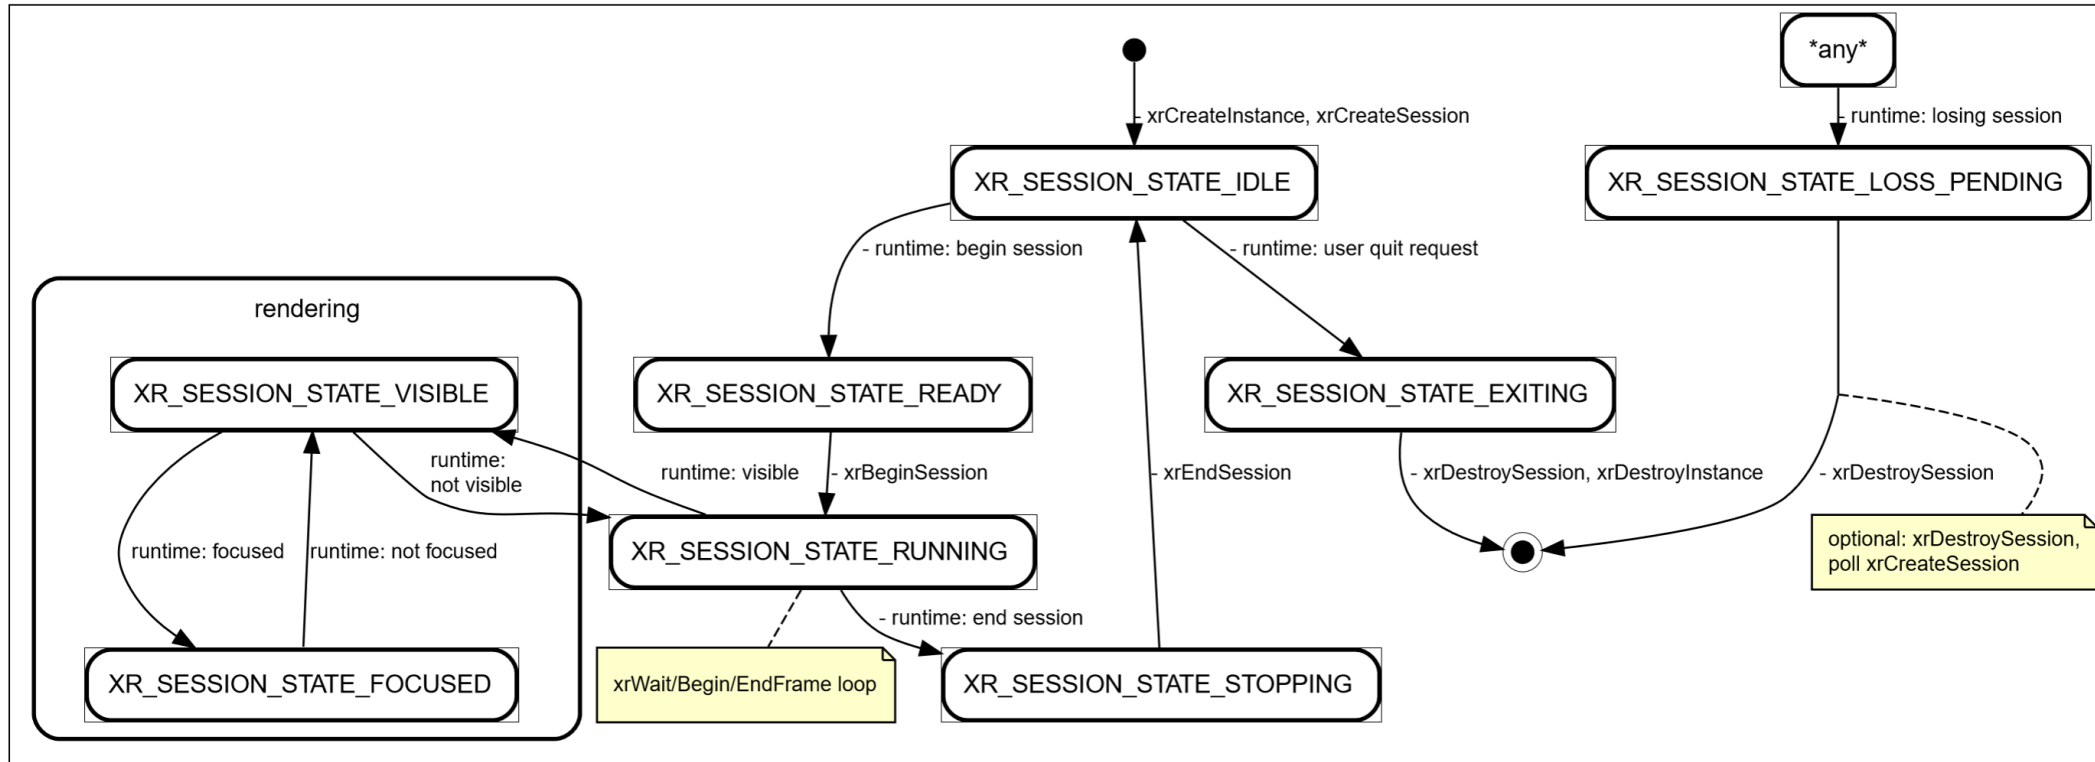 *any*
- xrCreateInstance, xrCreateSession
- runtime: losing session
XR_SESSION_STATE_IDLE
XR_SESSION_STATE_LOSS_PENDING
- runtime: begin session
- runtime: user quit request
rendering
XR_SESSION_STATE_VISIBLE
XR_SESSION_STATE_READY
XR_SESSION_STATE_EXITING
runtime:
not visible
runtime: visible
- xrBeginSession
- xrEndSession
- xrDestroySession, xrDestroyInstance
- xrDestroySession
runtime: focused
runtime: not focused
XR_SESSION_STATE_RUNNING
optional: xrDestroySession,
poll xrCreateSession
- runtime: end session
XR_SESSION_STATE_FOCUSED
xrWait/Begin/EndFrame loop
XR_SESSION_STATE_STOPPING